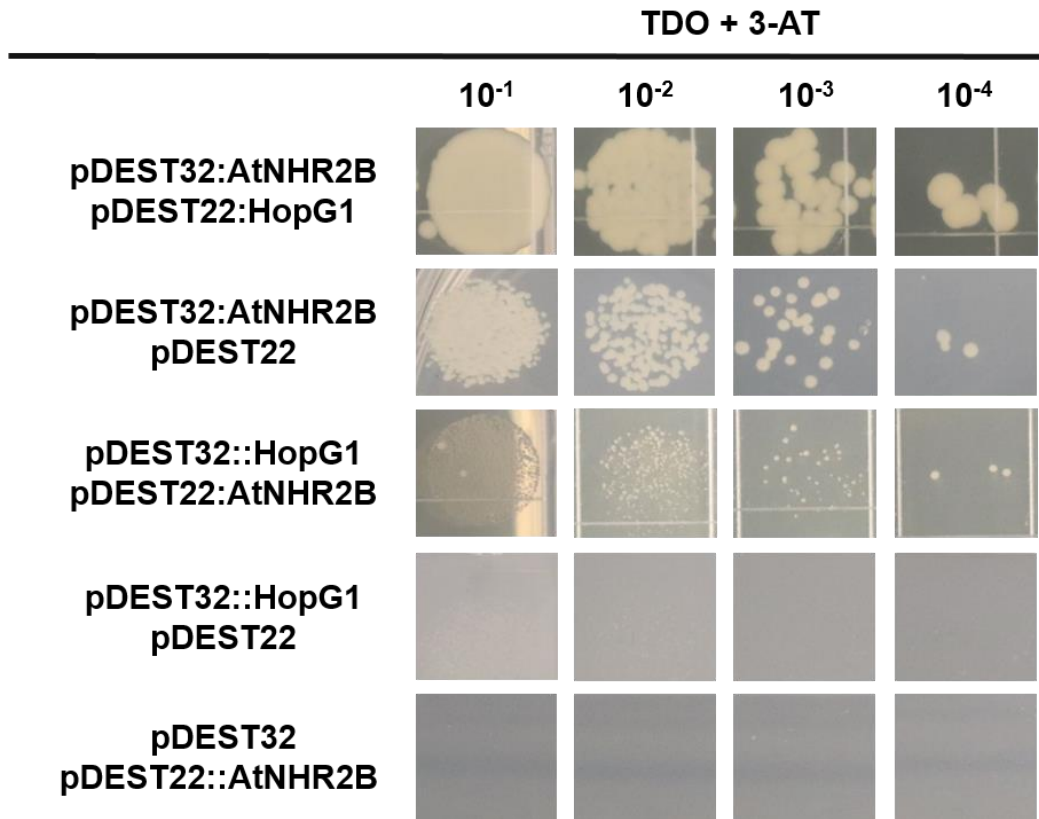 TDO + 3-AT
10⁻¹ 10⁻² 10⁻³ 10⁻⁴
pDEST32:AtNHR2B
pDEST22:HopG1
pDEST32:AtNHR2B
pDEST22
pDEST32::HopG1
pDEST22:AtNHR2B
pDEST32::HopG1
pDEST22
pDEST32
pDEST22::AtNHR2B